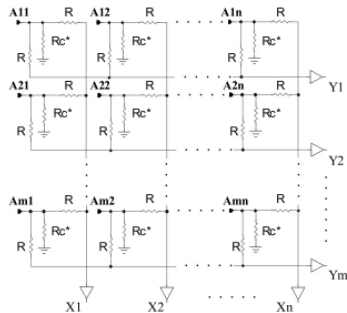 A11 R A12 R A1n R
R Rc* R Rc* R Rc*
Y1
A21 R A22 R A2n R
R Rc* R Rc* R Rc*
Y2
Am1 R Am2 R Amn R
R Rc* R Rc* R Rc*
Ym
X1 X2 Xn